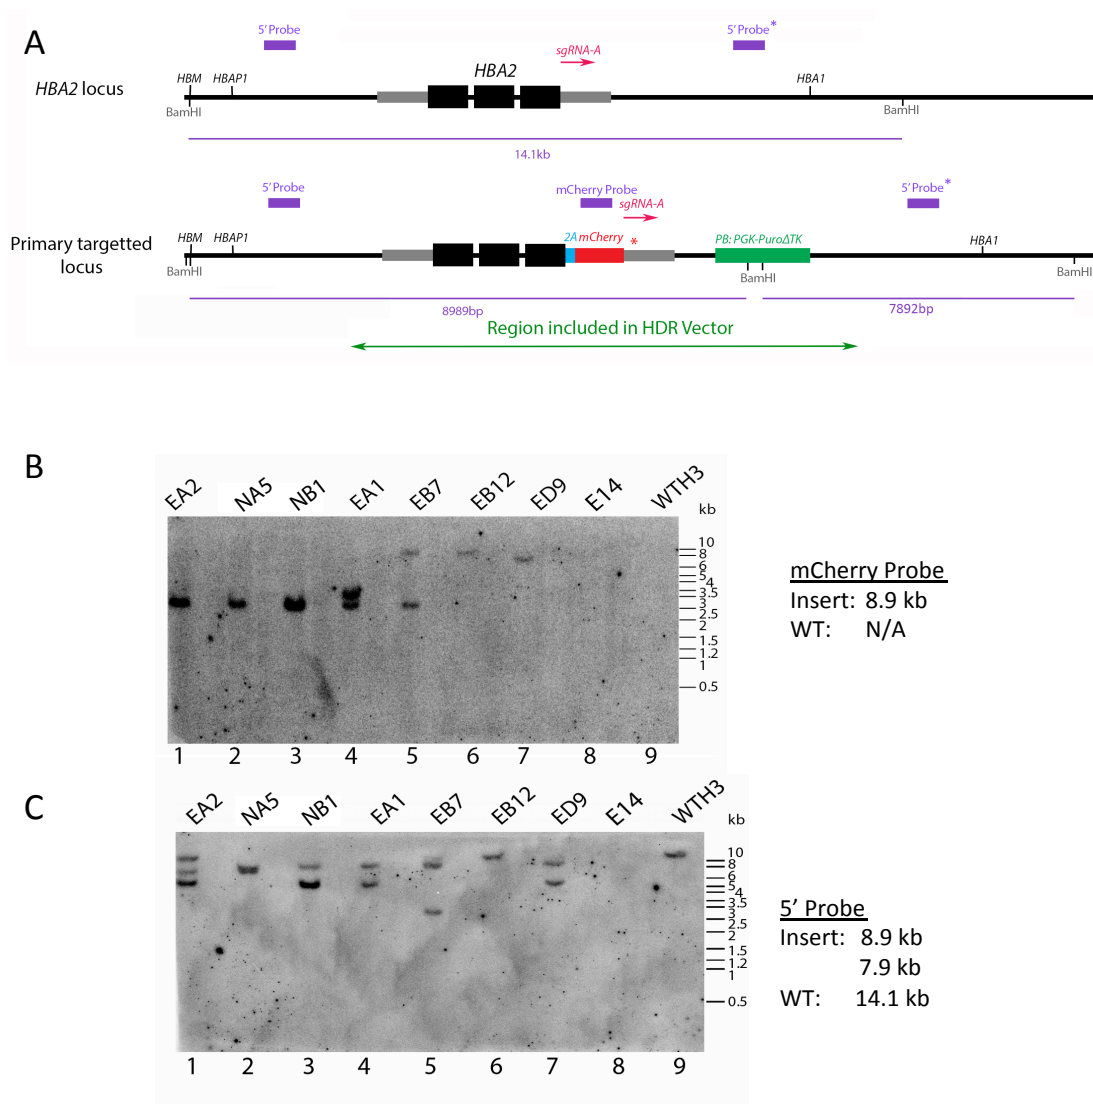 A
5' Probe
5' Probe*
sgRNA-A
HBA2
HBM
HBAP1
HBA1
HBA2 locus
BamHI
BamHI
14.1kb
5' Probe
mCherry Probe
5' Probe*
sgRNA-A
Primary targetted
locus
HBM
HBAP1
2A
mCherry
*
PB: PGK-PuroΔTK
HBA1
BamHI
BamHI
BamHI
8989bp
7892bp
Region included in HDR Vector
B
EA2 NA5 NB1 EA1 EB7 EB12 ED9 E14 WTH3
kb
10
8
6
5
4
3.5
3
2.5
2
1.5
1.2
1
0.5
1 2 3 4 5 6 7 8 9
mCherry Probe
Insert: 8.9 kb
WT: N/A
C
EA2 NA5 NB1 EA1 EB7 EB12 ED9 E14 WTH3
kb
10
8
6
5
4
3.5
3
2.5
2
1.5
1.2
1
0.5
1 2 3 4 5 6 7 8 9
5' Probe
Insert: 8.9 kb
7.9 kb
WT: 14.1 kb